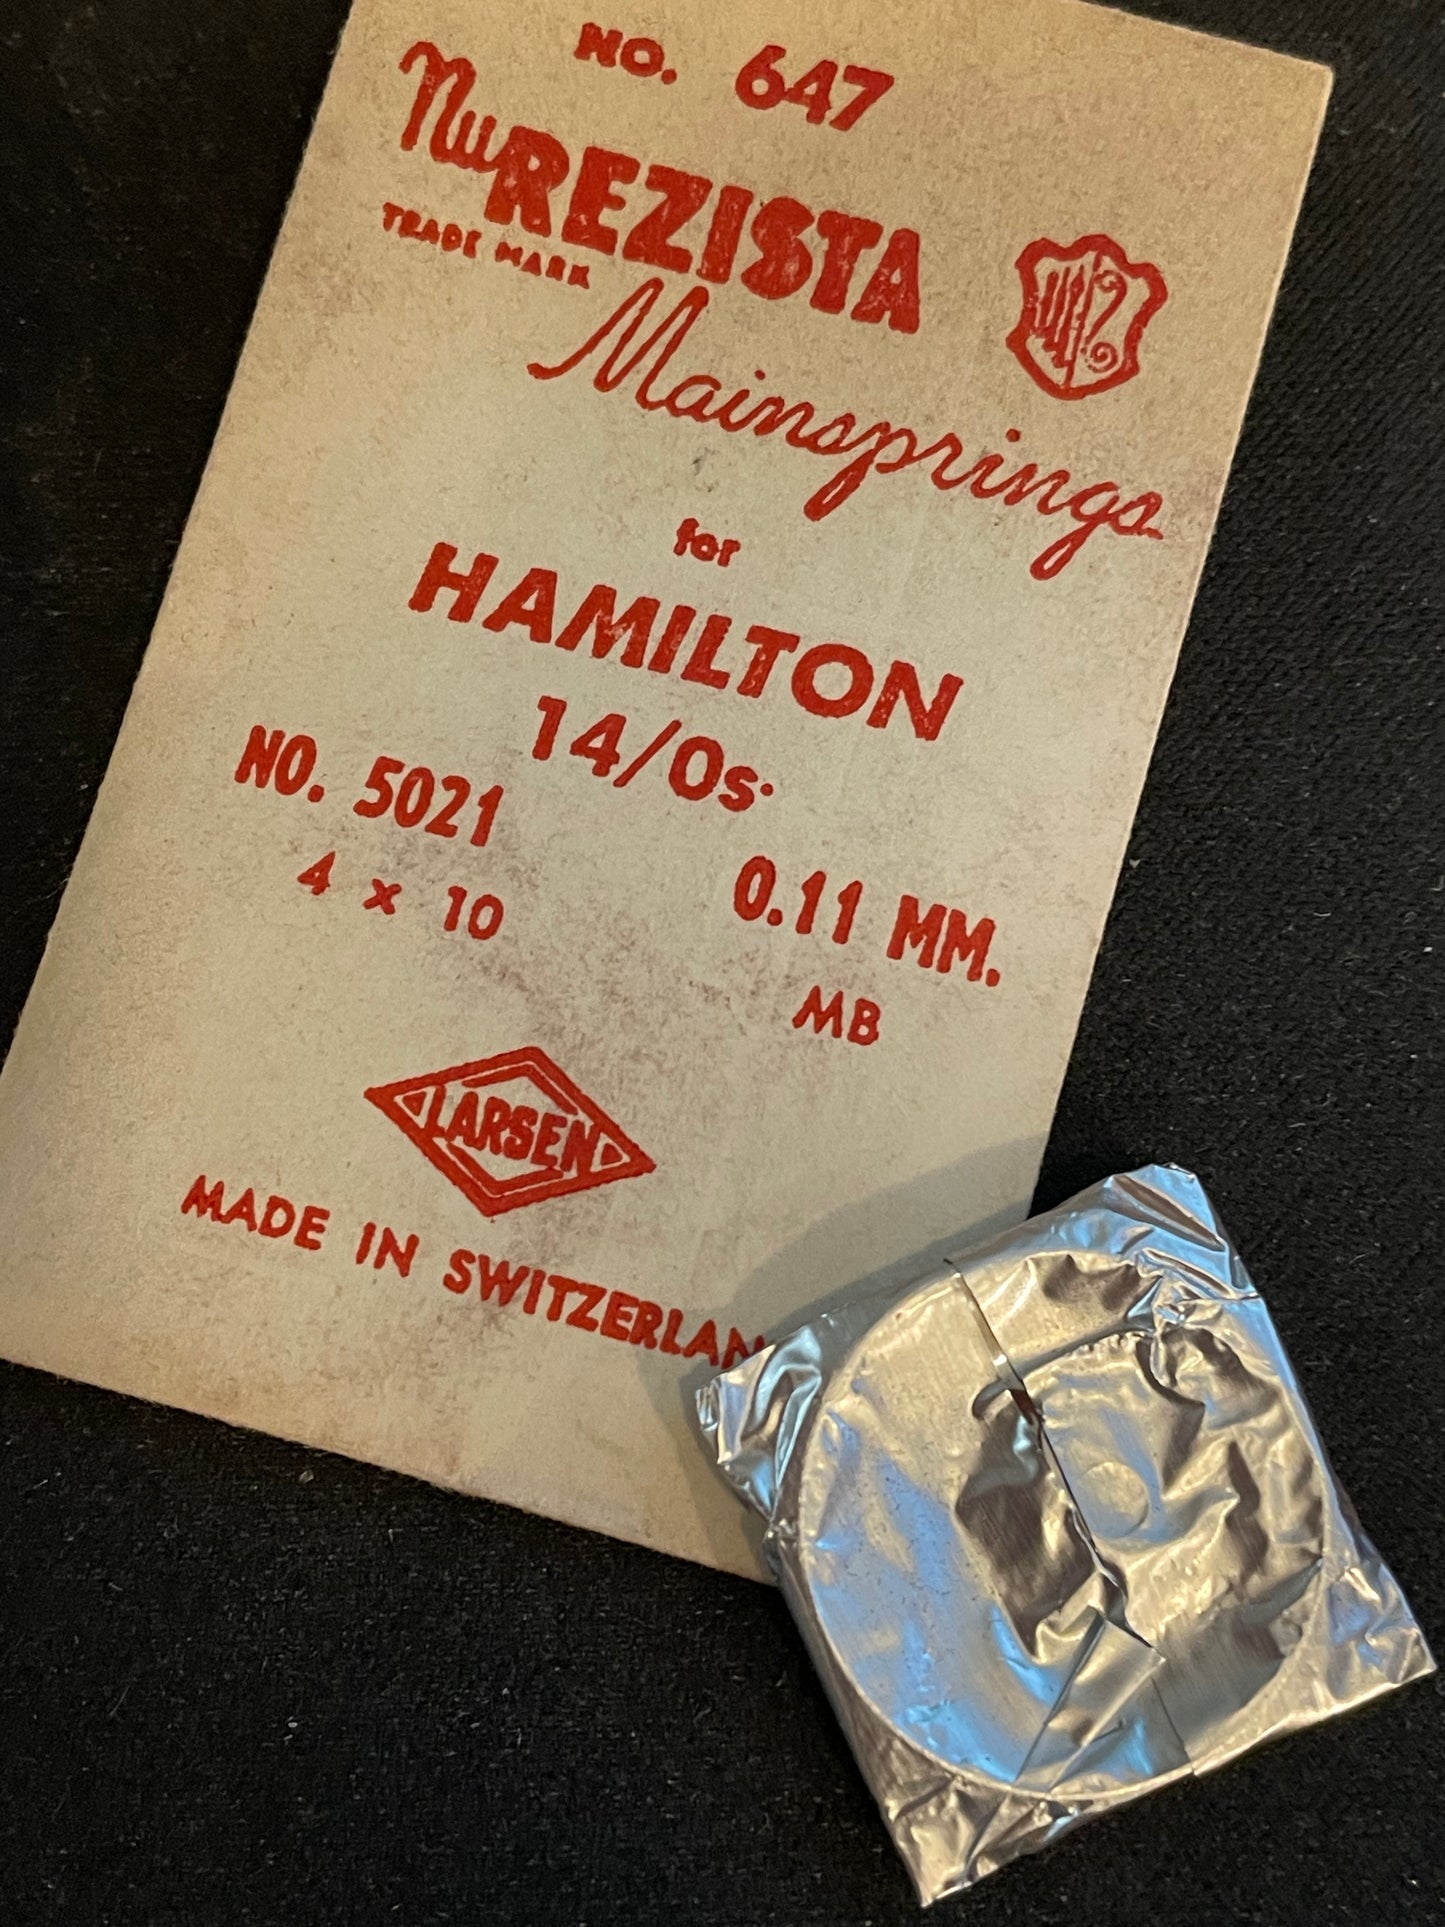 NO. 647
NuREZISTA
TRADE MARK
Mainsprings
for
HAMILTON
14/0s.
NO. 5021
0.11 MM.
4 x 10
MB
LARSEN
MADE IN SWITZERLAN